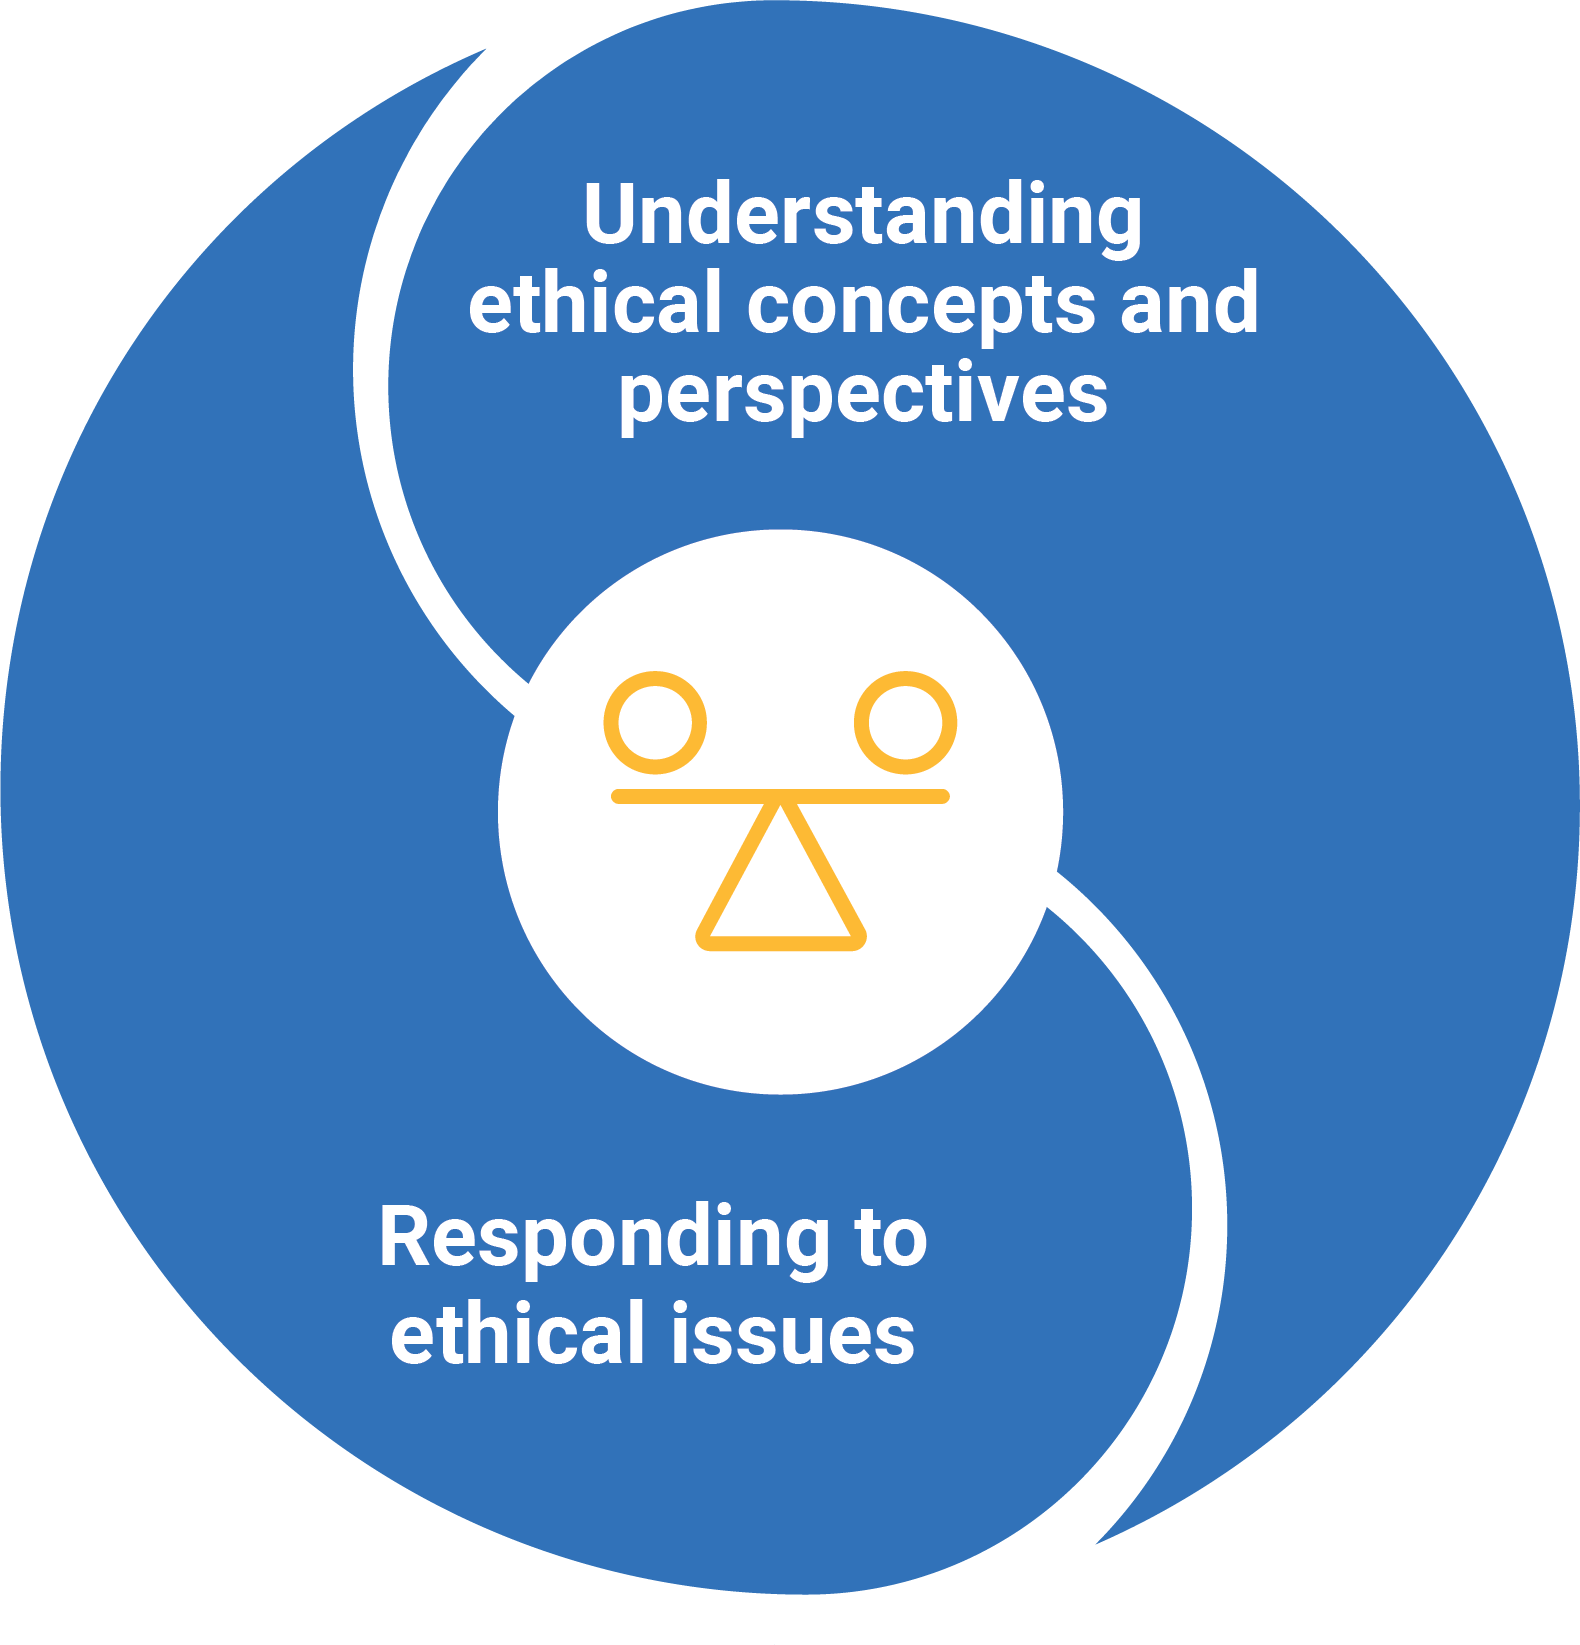 Understanding
ethical concepts and
perspectives
Responding to
ethical issues